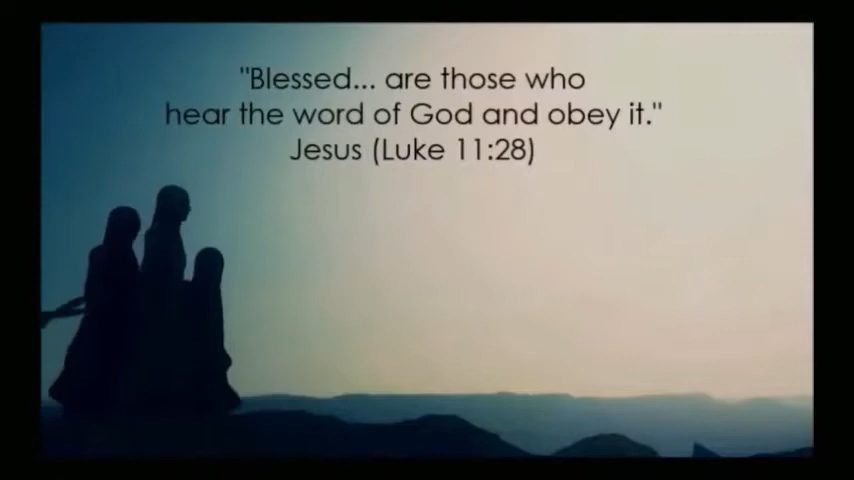 "Blessed... are those who
hear the word of God and obey it."
Jesus (Luke 11:28)